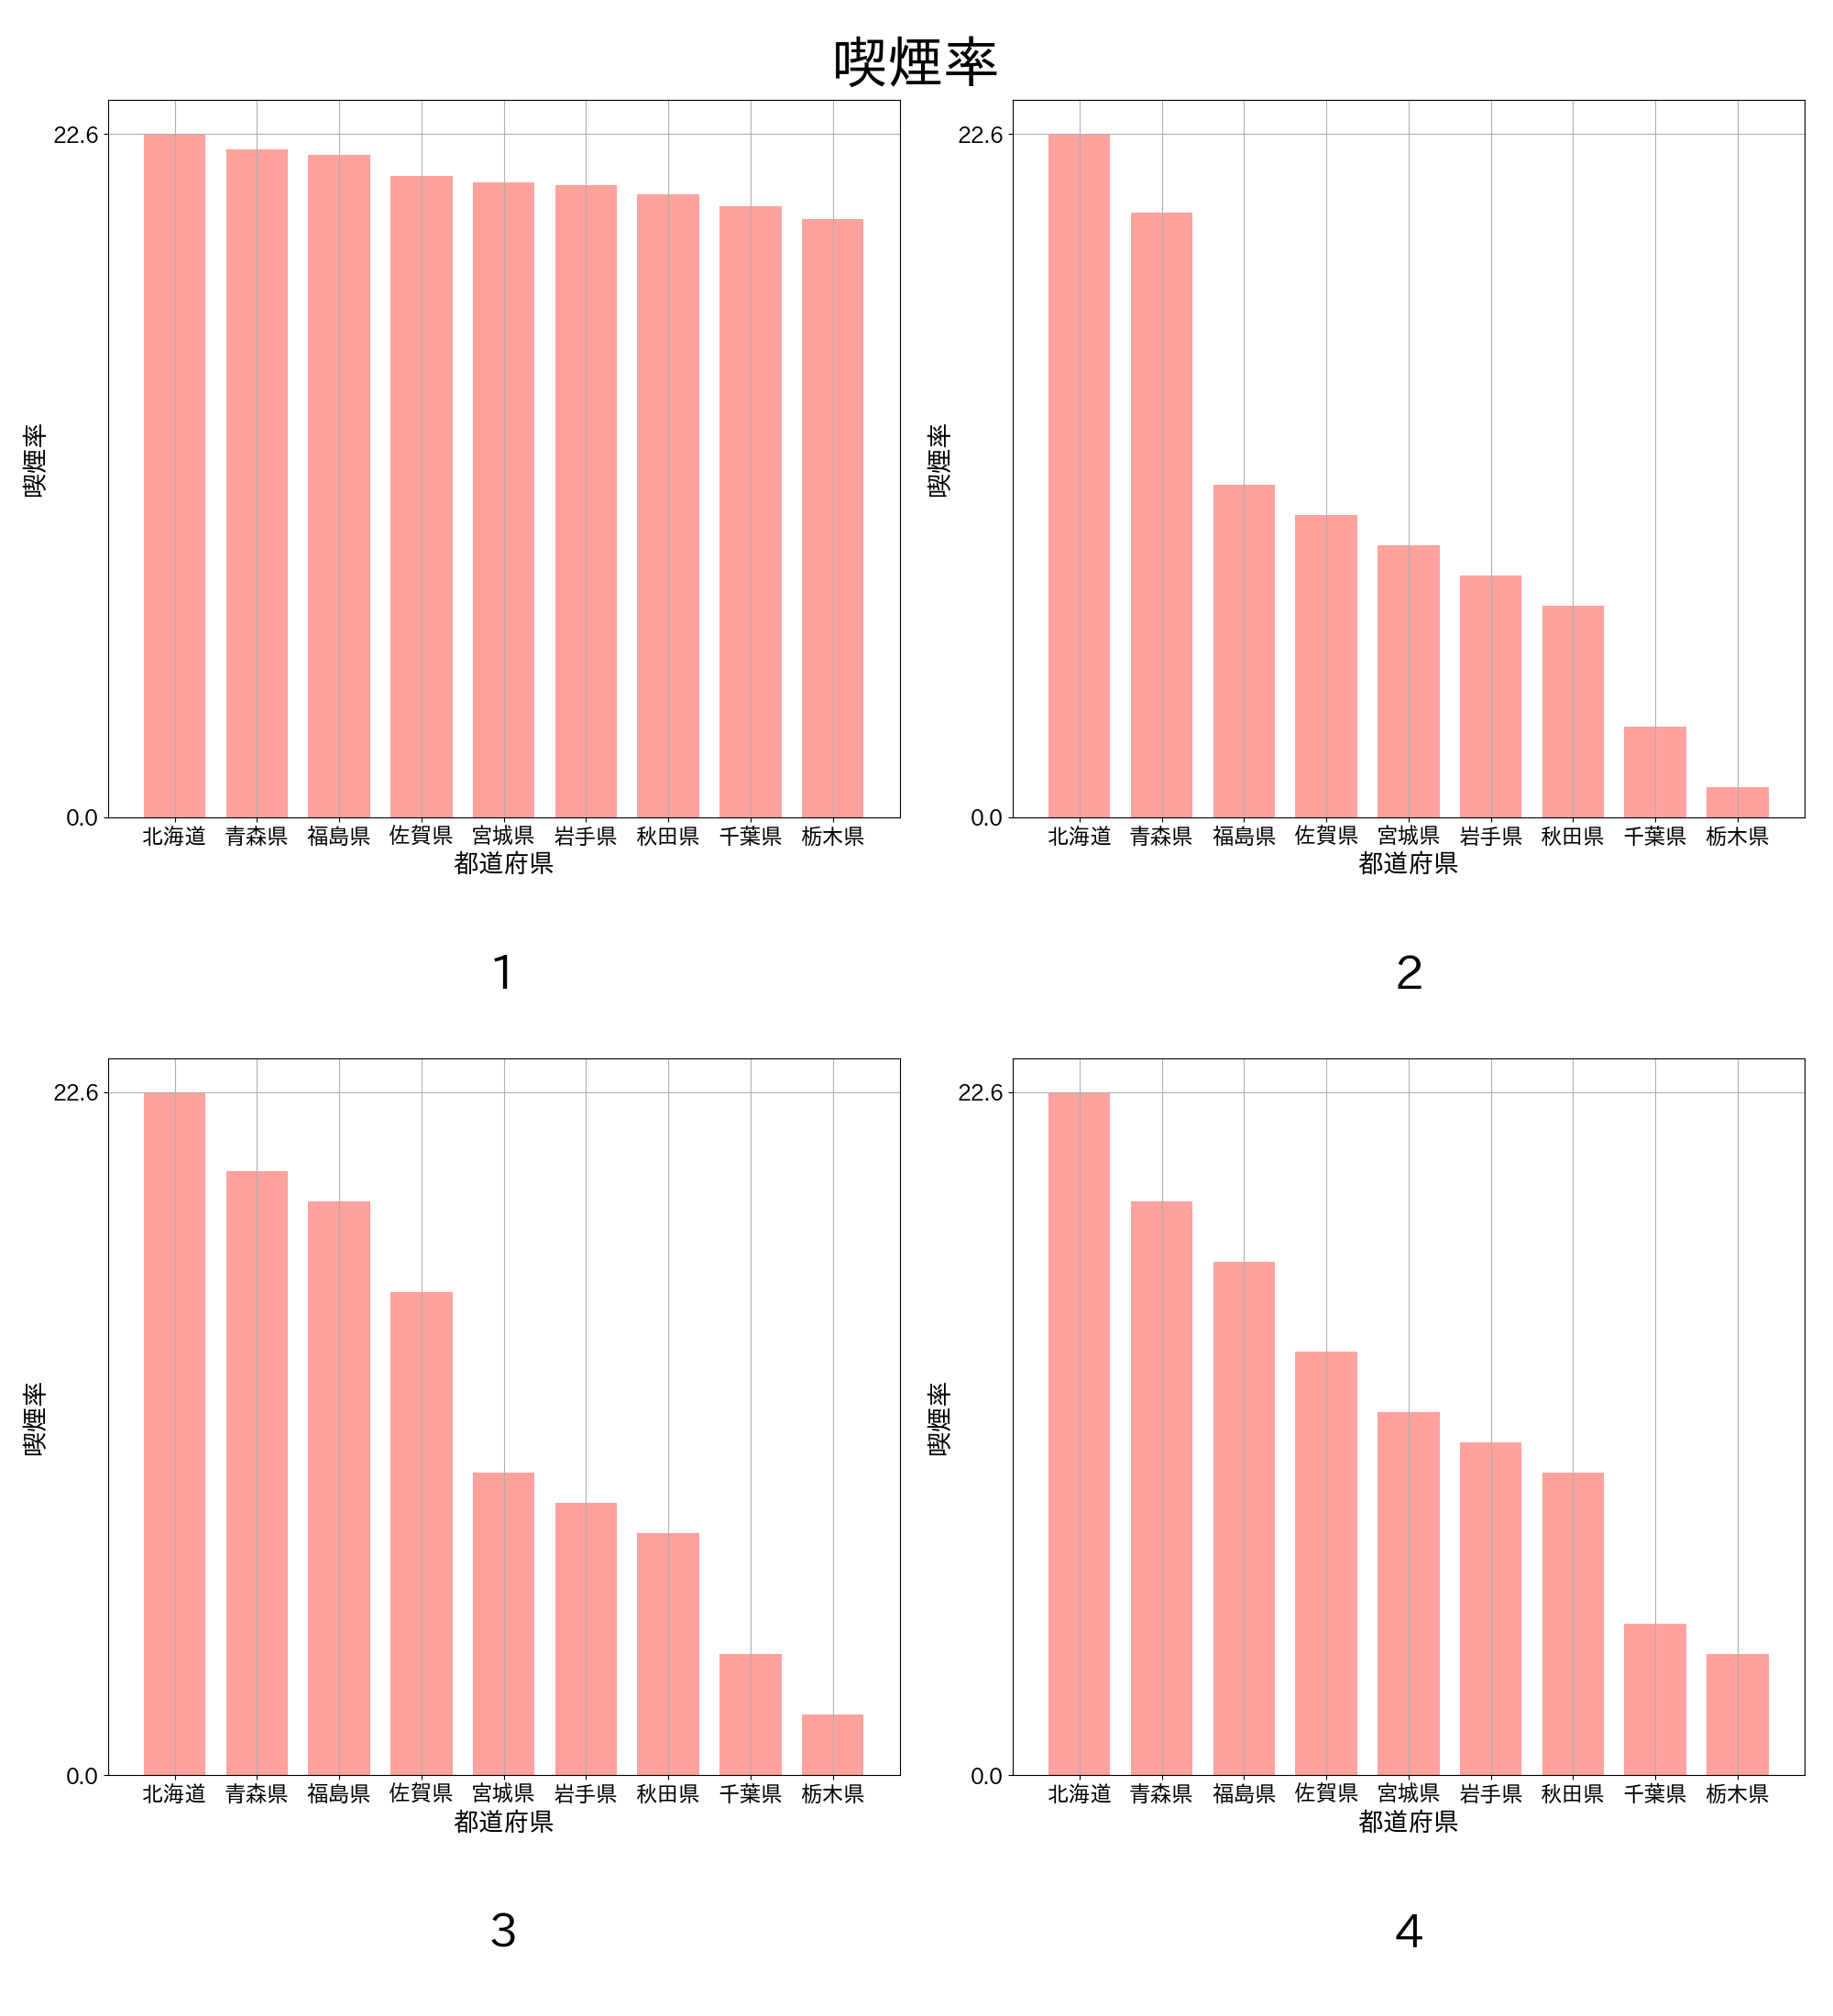 喫煙率
22.6
0.0
喫煙率
北海道 青森県 福島県 佐賀県 宮城県 岩手県 秋田県 千葉県 栃木県
都道府県
1
22.6
0.0
喫煙率
北海道 青森県 福島県 佐賀県 宮城県 岩手県 秋田県 千葉県 栃木県
都道府県
2
22.6
0.0
喫煙率
北海道 青森県 福島県 佐賀県 宮城県 岩手県 秋田県 千葉県 栃木県
都道府県
3
22.6
0.0
喫煙率
北海道 青森県 福島県 佐賀県 宮城県 岩手県 秋田県 千葉県 栃木県
都道府県
4